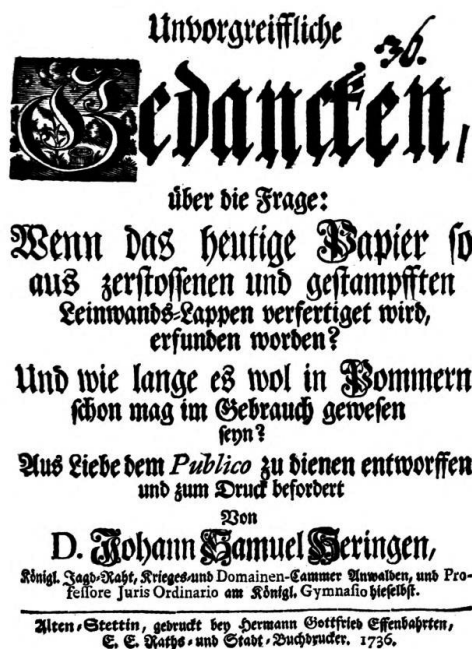 Unvorgreiffliche
36.
Gedancken,
über die Frage:
Wenn das heutige Papier so
aus zerstossenen und gestampfften
Leinwands-Lappen verfertiget wird,
erfunden worden?
Und wie lange es wol in Pommern
schon mag im Gebrauch gewesen
seyn?
Aus Liebe dem Publico zu dienen entworffen
und zum Druck befordert
Von
D. Johann Samuel Heringen,
Königl. Jagd-Raht, Krieges-und Domainen-Cammer Anwalden, und Pro-
fessore Juris Ordinario am Königl. Gymnasio hieselbst.
Alten-Stettin, gedruckt bey Hermann Gottfried Effenbahrten,
E. E. Raths-und Stadt-Buchdrucker. 1736.